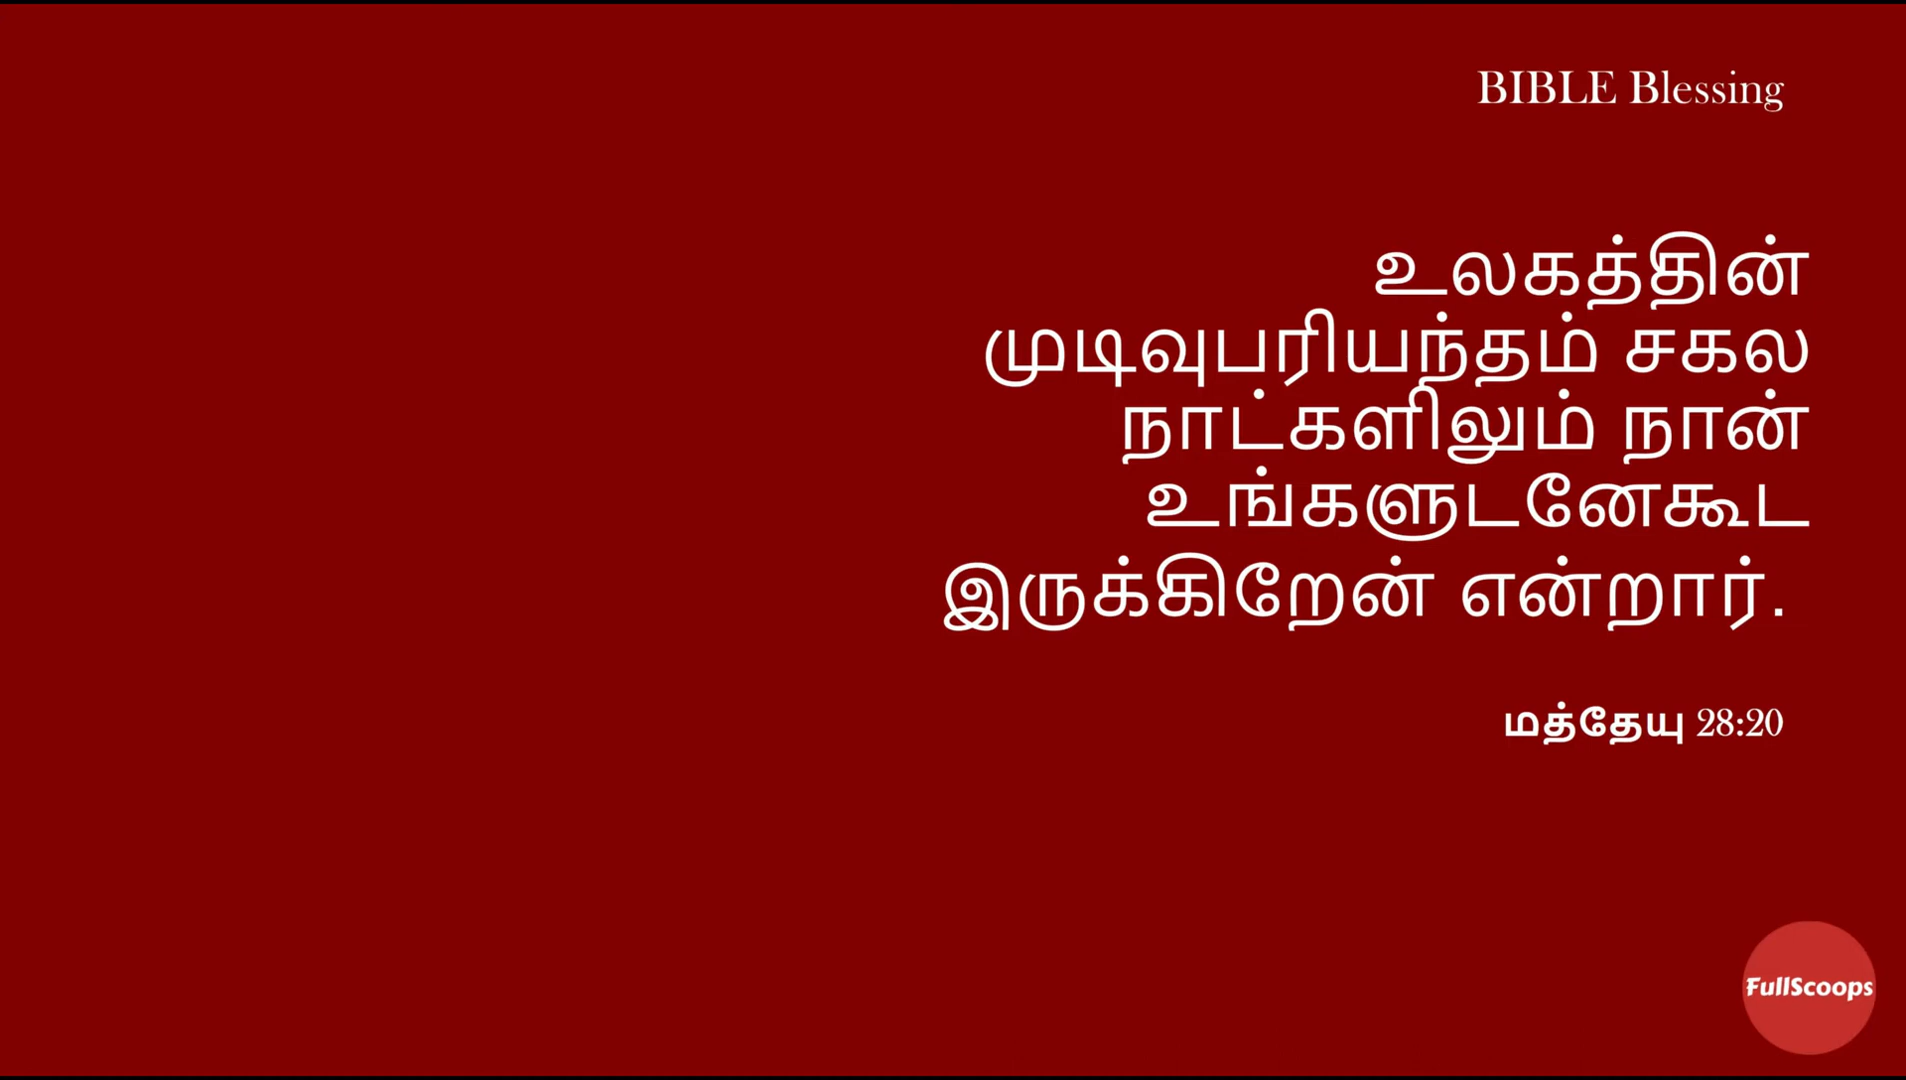 BIBLE Blessing
உலகத்தின்
முடிவுபரியந்தம் சகல
நாட்களிலும் நான்
உங்களுடனேகூட
இருக்கிறேன் என்றார்.
மத்தேயு 28:20
FullScoops